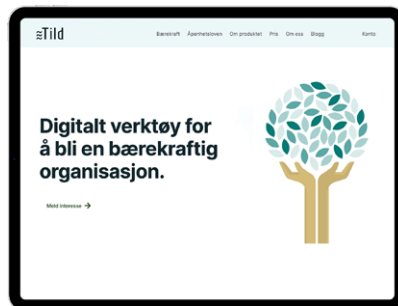 Tild
Bærekraft Åpenhetsloven Om produktet Pris Om oss Blogg Konto
Digitalt verktøy for
å bli en bærekraftig
organisasjon.
Meld interesse